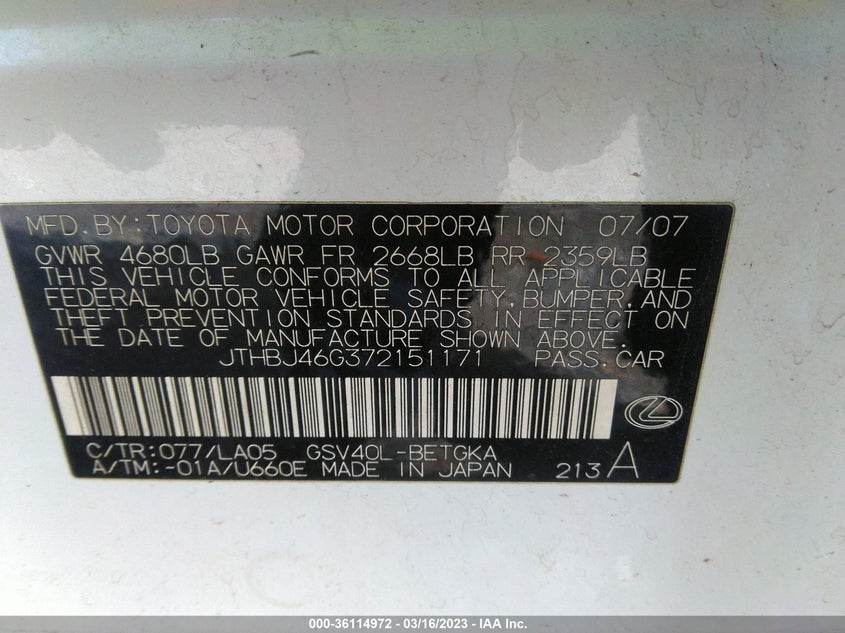 MFD.BY:TOYOTA MOTOR CORPORATION 07/07
GVWR 4680LB GAWR FR 2668LB RR 2359LB
THIS VEHICLE CONFORMS TO ALL APPLICABLE
FEDERAL MOTOR VEHICLE SAFETY,BUMPER,AND
THEFT PREVENTION STANDARDS IN EFFECT ON
THE DATE OF MANUFACTURE SHOWN ABOVE.
JTHBJ46G372151171 PASS.CAR
C/TR:077/LA05 GSV40L-BETGKA
A/TM:-01A/U660E MADE IN JAPAN 213A
000-36114972 - 03/16/2023 - IAA Inc.